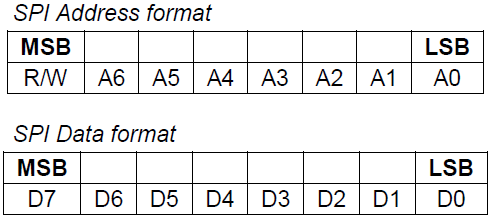 SPI Address format
MSB LSB
R/W A6 A5 A4 A3 A2 A1 A0
SPI Data format
MSB LSB
D7 D6 D5 D4 D3 D2 D1 D0